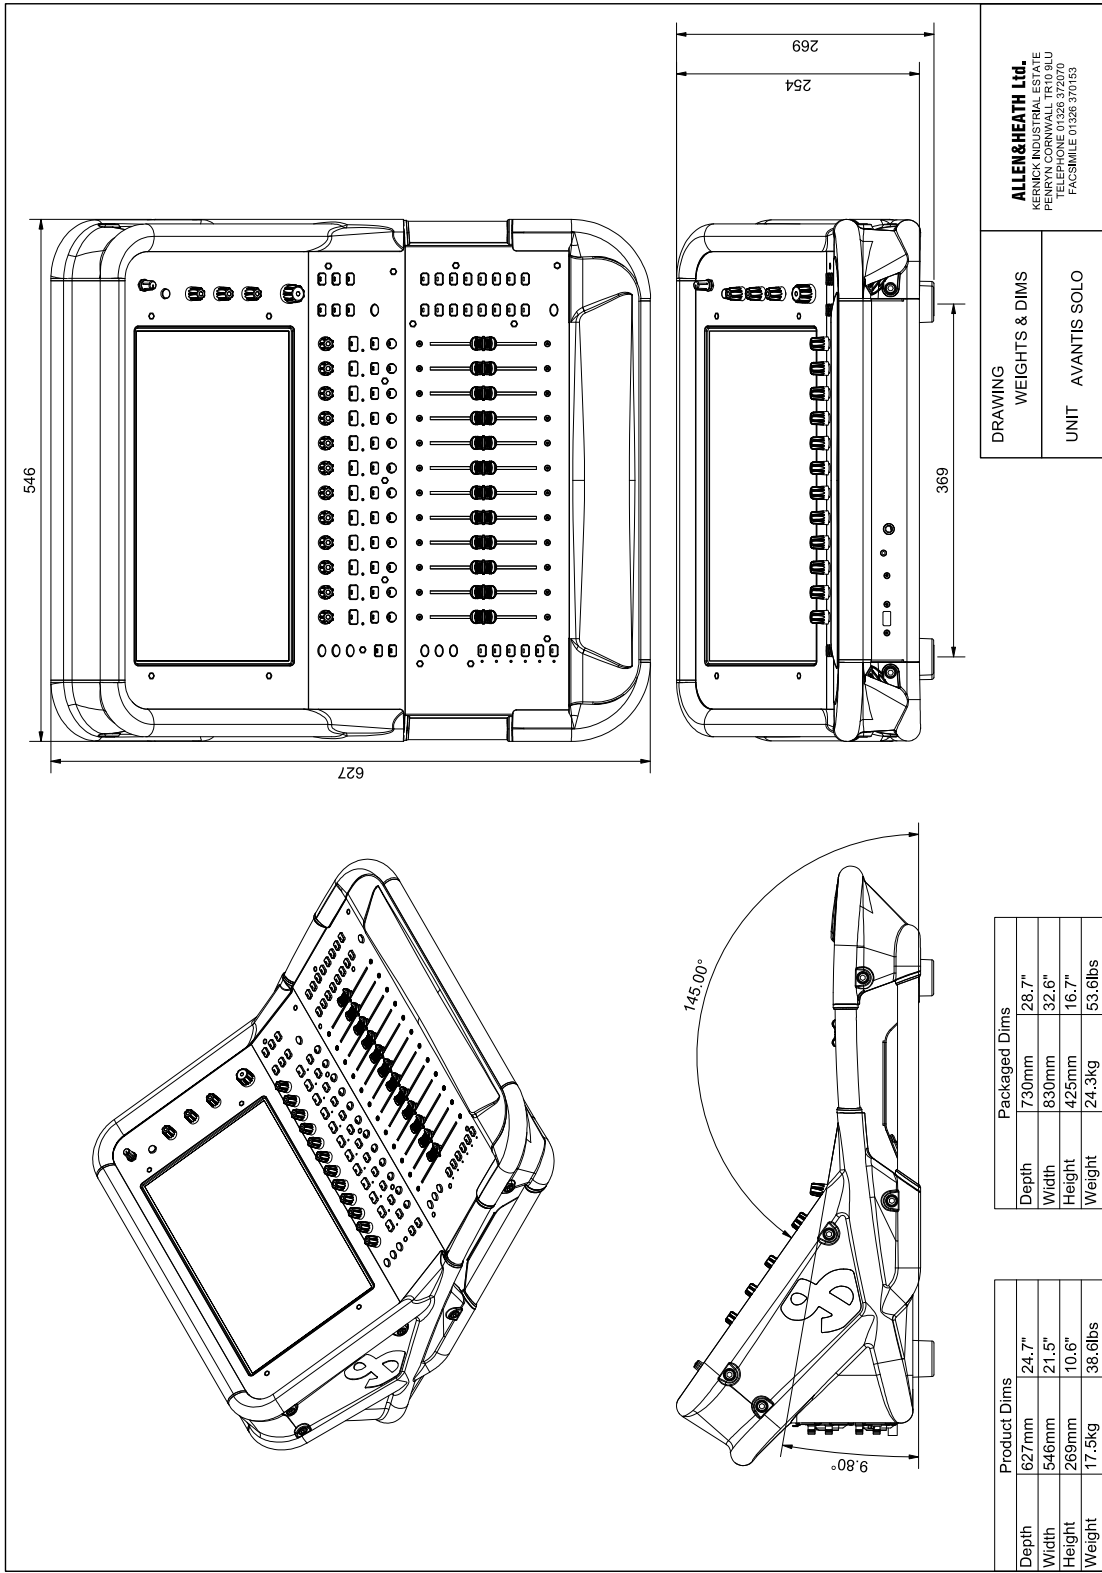 546
627
269
254
369
145.00°
9.80°
Product Dims
Depth 627mm 24.7"
Width 546mm 21.5"
Height 269mm 10.6"
Weight 17.5kg 38.6lbs
Packaged Dims
Depth 730mm 28.7"
Width 830mm 32.6"
Height 425mm 16.7"
Weight 24.3kg 53.6lbs
DRAWING
WEIGHTS & DIMS
UNIT AVANTIS SOLO
ALLEN&HEATH Ltd.
KERNICK INDUSTRIAL ESTATE
PENRYN CORNWALL TR10 9LU
TELEPHONE 01326 372070
FACSIMILE 01326 370153